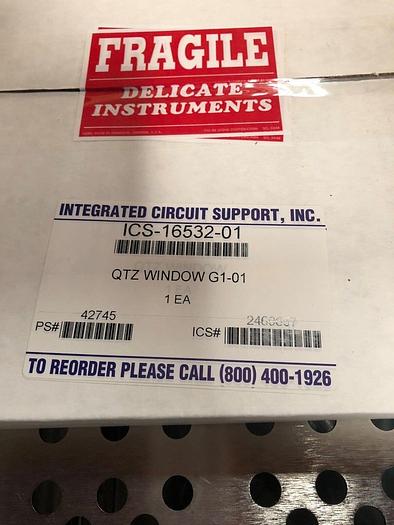 FRAGILE
DELICATE
INSTRUMENTS
INTEGRATED CIRCUIT SUPPORT, INC.
ICS-16532-01
QTZ WINDOW G1-01
1 EA
42745
PS#
ICS#
TO REORDER PLEASE CALL (800) 400-1926